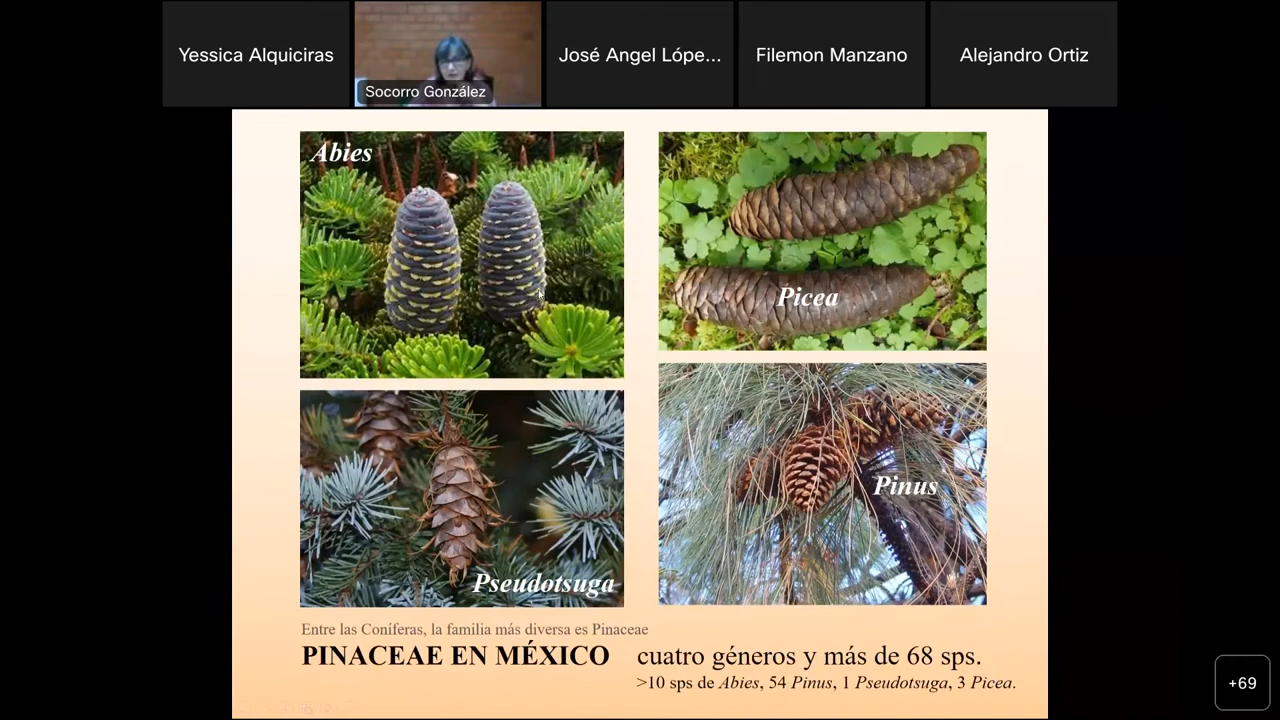 Yessica Alquiciras
Socorro González
José Angel Lópe...
Filemon Manzano
Alejandro Ortiz
Abies
Picea
Pseudotsuga
Pinus
Entre las Coníferas, la familia más diversa es Pinaceae
PINACEAE EN MÉXICO cuatro géneros y más de 68 sps.
>10 sps de Abies, 54 Pinus, 1 Pseudotsuga, 3 Picea.
+69